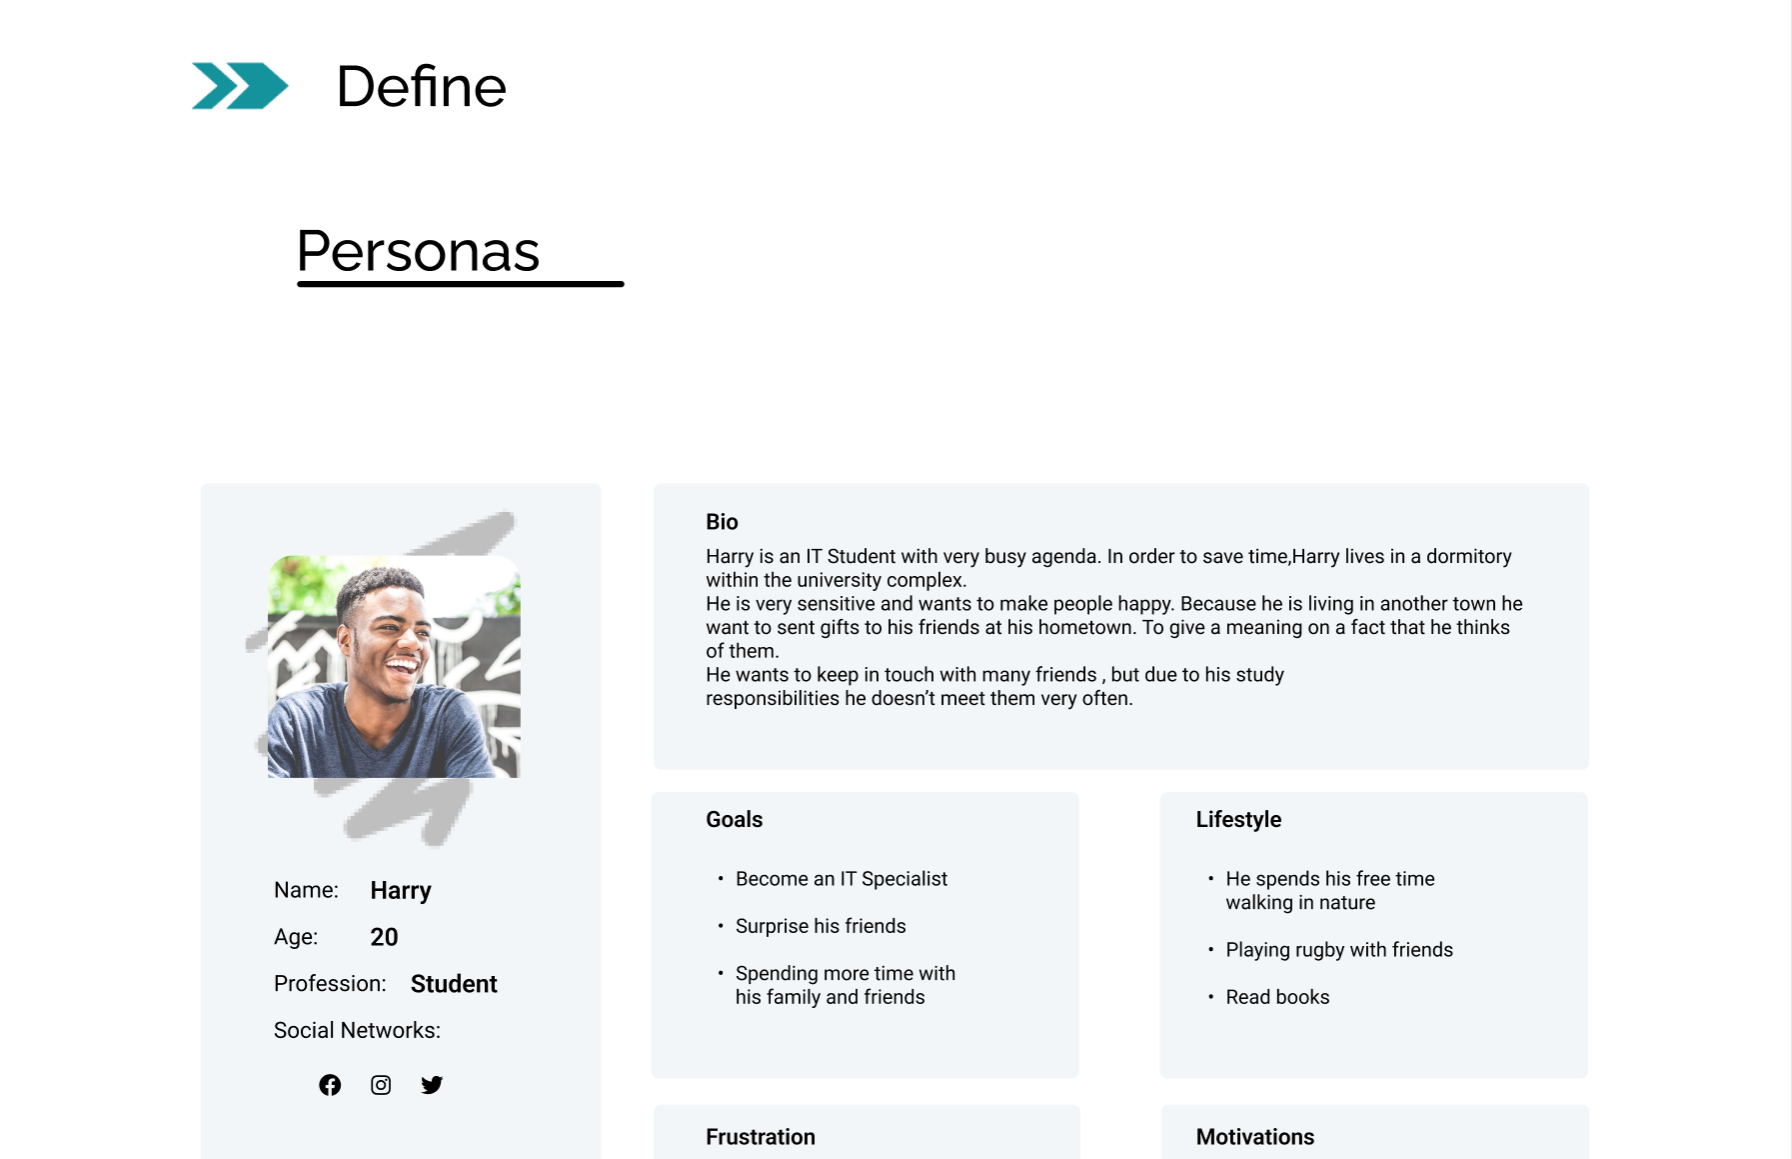 Define
Personas
Name: Harry
Age: 20
Profession: Student
Social Networks:
Bio
Harry is an IT Student with very busy agenda. In order to save time,Harry lives in a dormitory
within the university complex.
He is very sensitive and wants to make people happy. Because he is living in another town he
want to sent gifts to his friends at his hometown. To give a meaning on a fact that he thinks
of them.
He wants to keep in touch with many friends , but due to his study
responsibilities he doesn’t meet them very often.
Goals
• Become an IT Specialist
• Surprise his friends
• Spending more time with
his family and friends
Lifestyle
• He spends his free time
walking in nature
• Playing rugby with friends
• Read books
Frustration
Motivations